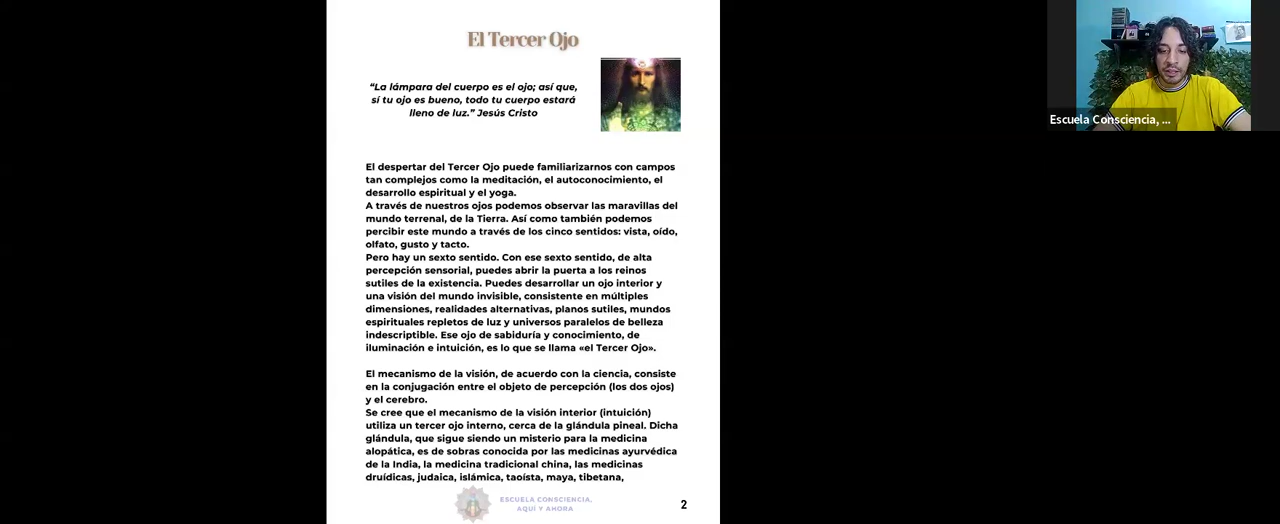 El Tercer Ojo
“La lámpara del cuerpo es el ojo; así que,
sí tu ojo es bueno, todo tu cuerpo estará
lleno de luz.” Jesús Cristo
El despertar del Tercer Ojo puede familiarizarnos con campos
tan complejos como la meditación, el autoconocimiento, el
desarrollo espiritual y el yoga.
A través de nuestros ojos podemos observar las maravillas del
mundo terrenal, de la Tierra. Así como también podemos
percibir este mundo a través de los cinco sentidos: vista, oído,
olfato, gusto y tacto.
Pero hay un sexto sentido. Con ese sexto sentido, de alta
percepción sensorial, puedes abrir la puerta a los reinos
sutiles de la existencia. Puedes desarrollar un ojo interior y
una visión del mundo invisible, consistente en múltiples
dimensiones, realidades alternativas, planos sutiles, mundos
espirituales repletos de luz y universos paralelos de belleza
indescriptible. Ese ojo de sabiduría y conocimiento, de
iluminación e intuición, es lo que se llama «el Tercer Ojo».
El mecanismo de la visión, de acuerdo con la ciencia, consiste
en la conjugación entre el objeto de percepción (los dos ojos)
y el cerebro.
Se cree que el mecanismo de la visión interior (intuición)
utiliza un tercer ojo interno, cerca de la glándula pineal. Dicha
glándula, que sigue siendo un misterio para la medicina
alopática, es de sobras conocida por las medicinas ayurvédica
de la India, la medicina tradicional china, las medicinas
druídicas, judaica, islámica, taoísta, maya, tibetana,
ESCUELA CONSCIENCIA,
AQUÍ Y AHORA
2
Escuela Consciencia, ...